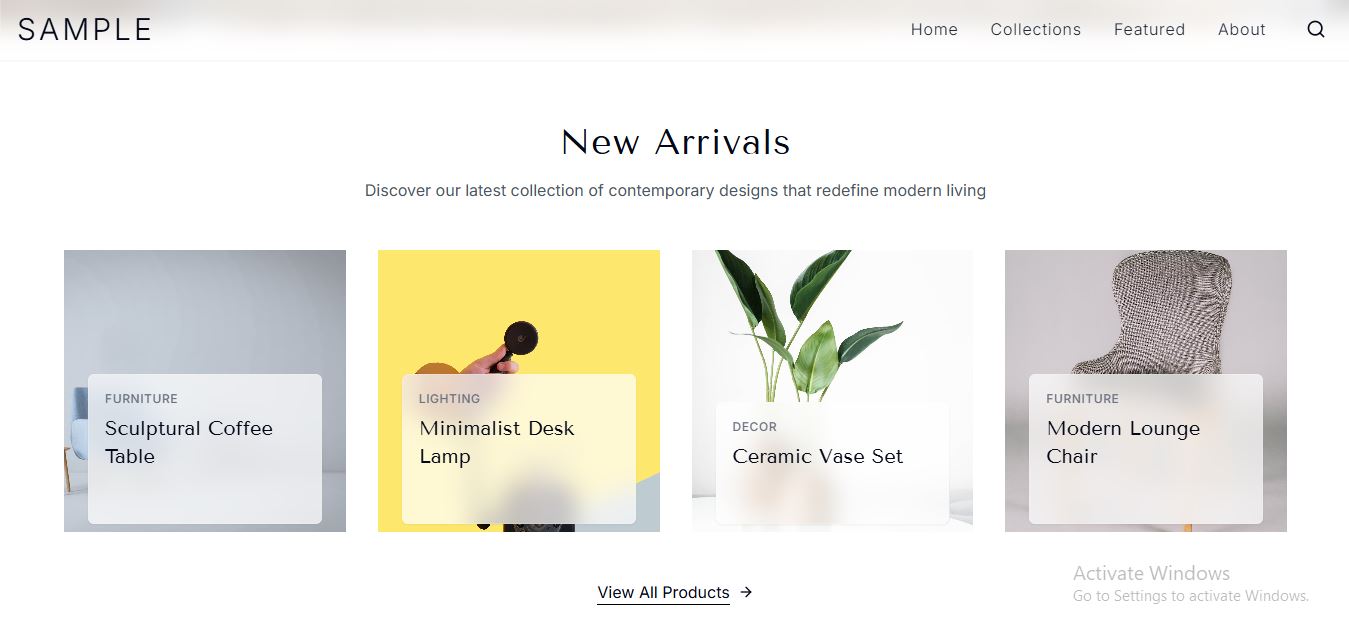 SAMPLE
Home Collections Featured About
New Arrivals
Discover our latest collection of contemporary designs that redefine modern living
FURNITURE
Sculptural Coffee
Table
LIGHTING
Minimalist Desk
Lamp
DECOR
Ceramic Vase Set
FURNITURE
Modern Lounge
Chair
View All Products →
Activate Windows
Go to Settings to activate Windows.